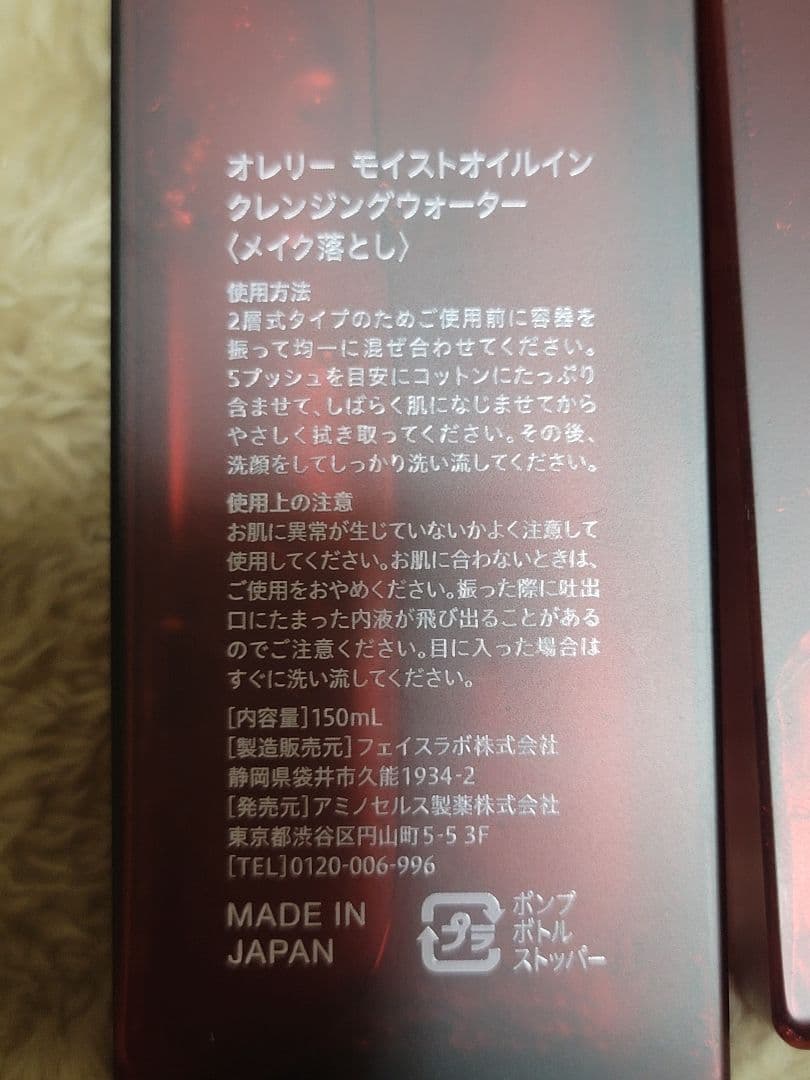 オレリー モイストオイルイン
クレンジングウォーター
〈メイク落とし〉
使用方法
2層式タイプのためご使用前に容器を
振って均一に混ぜ合わせてください。
5プッシュを目安にコットンにたっぷり
含ませて、しばらく肌になじませてから
やさしく拭き取ってください。その後、
洗顔をしてしっかり洗い流してください。
使用上の注意
お肌に異常が生じていないかよく注意して
使用してください。お肌に合わないときは、
ご使用をおやめください。振った際に吐出
口にたまった内液が飛び出ることがある
のでご注意ください。目に入った場合は
すぐに洗い流してください。
[内容量]150mL
[製造販売元]フェイスラボ株式会社
静岡県袋井市久能1934-2
[発売元]アミノセルス製薬株式会社
東京都渋谷区円山町5-5 3F
[TEL]0120-006-996
MADE IN
JAPAN
プラ
ポンプ
ボトル
ストッパー